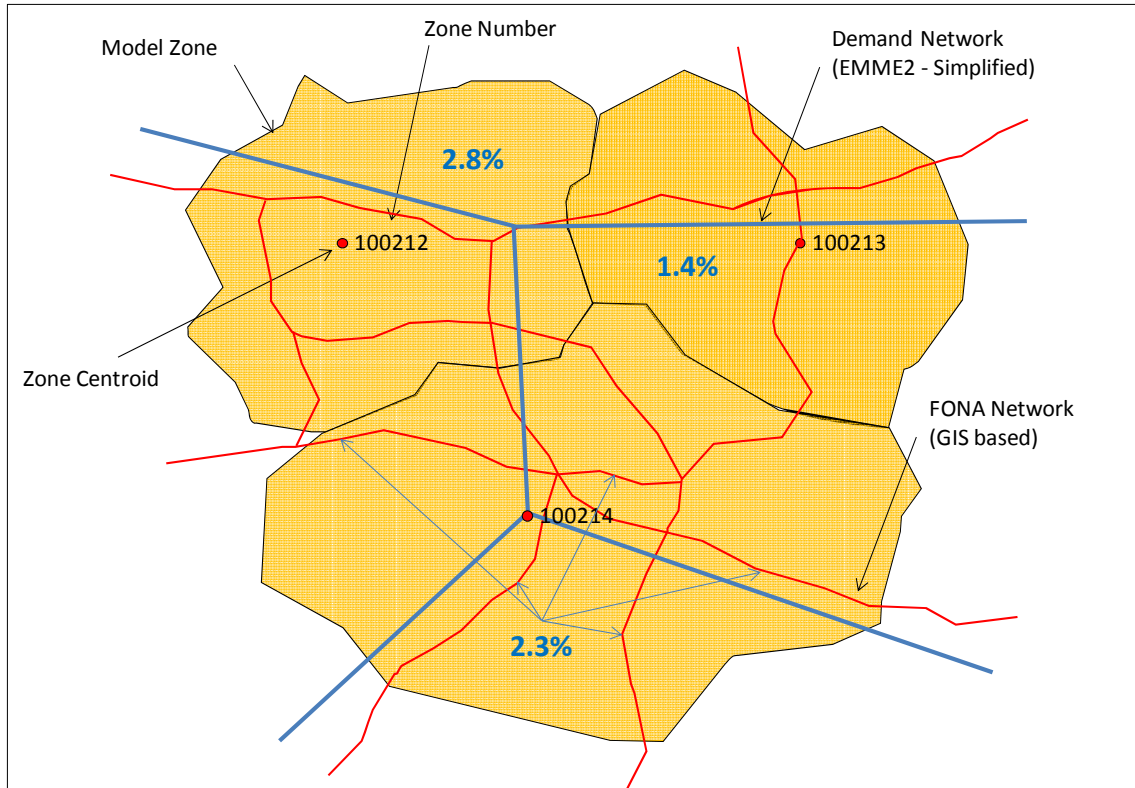 Zone Number
Model Zone
Demand Network
(EMME2 - Simplified)
2.8%
100212
100213
1.4%
Zone Centroid
FONA Network
(GIS based)
100214
2.3%